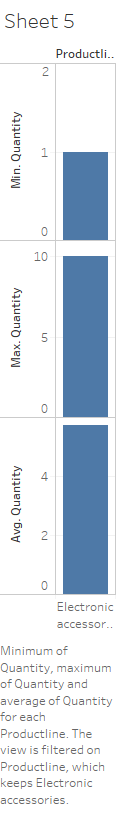 Sheet 5
Productli..
2
Min. Quantity
1
0
10
Max. Quantity
5
0
4
Avg. Quantity
2
0
Electronic
accessor..
Minimum of
Quantity, maximum
of Quantity and
average of Quantity
for each
Productline. The
view is filtered on
Productline, which
keeps Electronic
accessories.